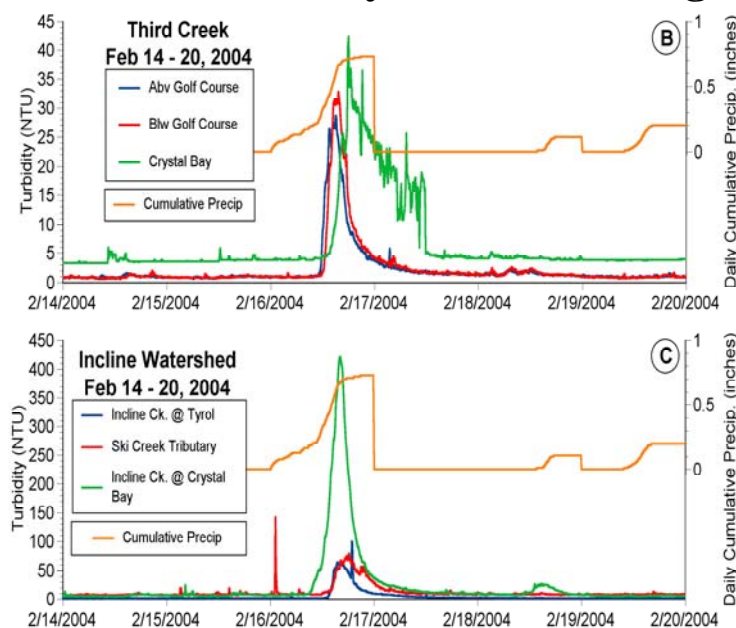 Third Creek
Feb 14 - 20, 2004
B
Abv Golf Course
Blw Golf Course
Crystal Bay
Cumulative Precip
Turbidity (NTU)
45
40
35
30
25
20
15
10
5
0
1
0.5
0
Daily Cumulative Precip. (inches)
2/14/2004 2/15/2004 2/16/2004 2/17/2004 2/18/2004 2/19/2004 2/20/2004
Incline Watershed
Feb 14 - 20, 2004
C
Incline Ck. @ Tyrol
Ski Creek Tributary
Incline Ck. @ Crystal
Bay
Cumulative Precip
Turbidity (NTU)
450
400
350
300
250
200
150
100
50
0
1
0.5
0
Daily Cumulative Precip. (inches)
2/14/2004 2/15/2004 2/16/2004 2/17/2004 2/18/2004 2/19/2004 2/20/2004